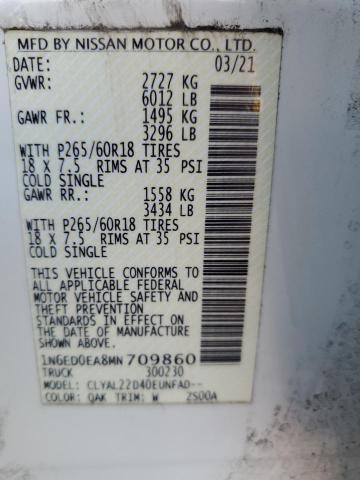 MFD BY NISSAN MOTOR CO., LTD.
DATE: 03/21
GVWR: 2727 KG
6012 LB
GAWR FR.: 1495 KG
3296 LB
WITH P265/60R18 TIRES
18 X 7.5 RIMS AT 35 PSI
COLD SINGLE
GAWR RR.: 1558 KG
3434 LB
WITH P265/60R18 TIRES
18 X 7.5 RIMS AT 35 PSI
COLD SINGLE
THIS VEHICLE CONFORMS TO
ALL APPLICABLE FEDERAL
MOTOR VEHICLE SAFETY AND
THEFT PREVENTION
STANDARDS IN EFFECT ON
THE DATE OF MANUFACTURE
SHOWN ABOVE.
1N6ED0EA8MN709860
TRUCK 300230
MODEL: CLYAL22D40EUNFAD--
COLOR: QAK TRIM: W 2S00A